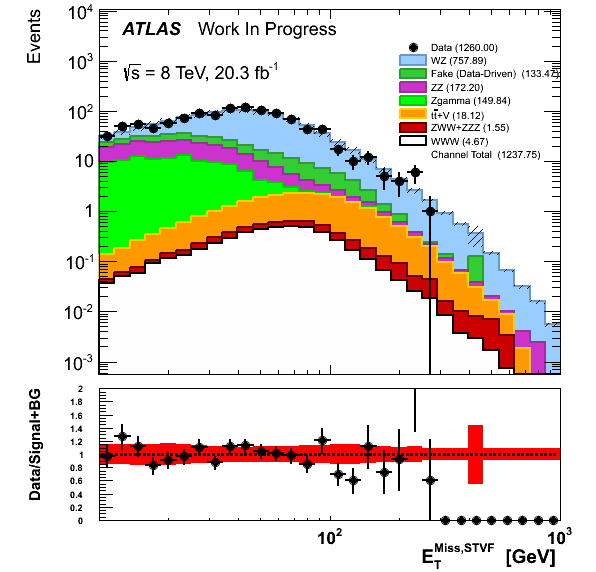 Events
10⁴
10³
10²
10
1
10⁻¹
10⁻²
10⁻³
ATLAS Work In Progress
√s = 8 TeV, 20.3 fb⁻¹
Data (1260.00)
WZ (757.89)
Fake (Data-Driven) (133.47)
ZZ (172.20)
Zgamma (149.84)
tt̄+V (18.12)
ZWW+ZZZ (1.55)
WWW (4.67)
Channel Total (1237.75)
Data/Signal+BG
2
1.8
1.6
1.4
1.2
1
0.8
0.6
0.4
0.2
0
10²
10³
E_T^Miss,STVF [GeV]